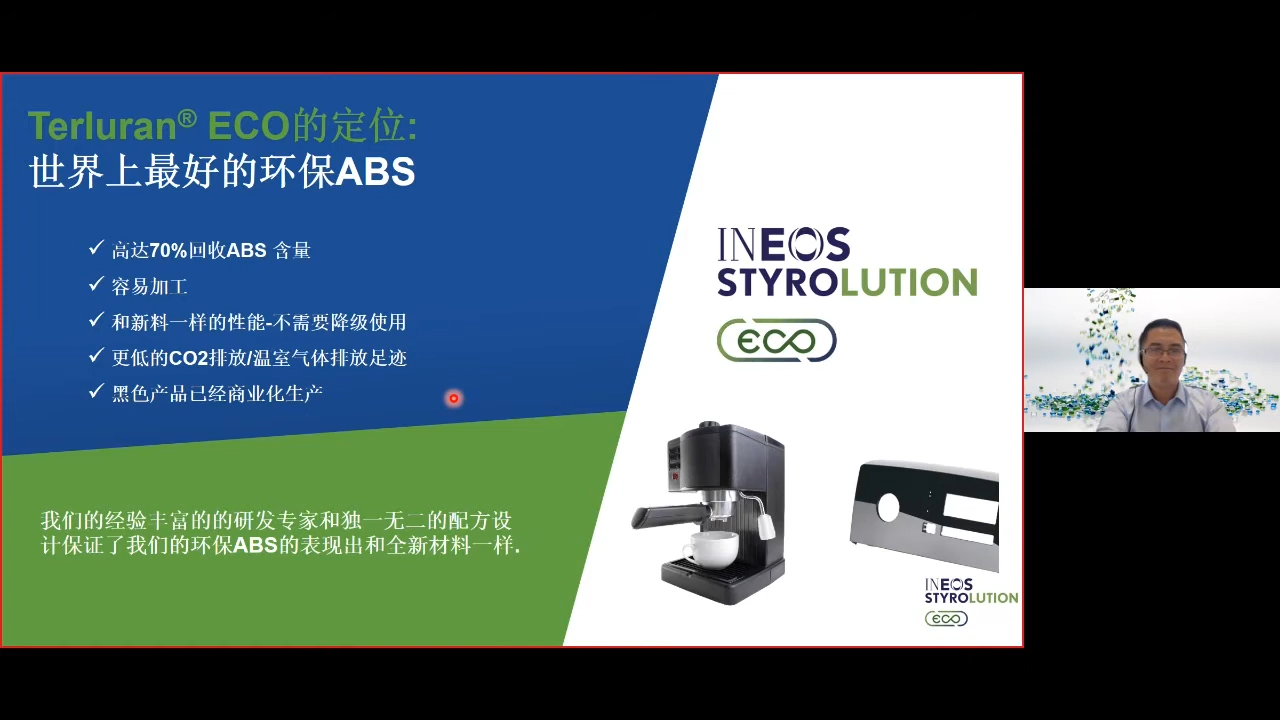 Terluran® ECO的定位:
世界上最好的环保ABS
✓ 高达70%回收ABS 含量
✓ 容易加工
✓ 和新料一样的性能-不需要降级使用
✓ 更低的CO2排放/温室气体排放足迹
✓ 黑色产品已经商业化生产
我们的经验丰富的的研发专家和独一无二的配方设
计保证了我们的环保ABS的表现出和全新材料一样.
INEOS
STYROLUTION
eco
INEOS
STYROLUTION
eco